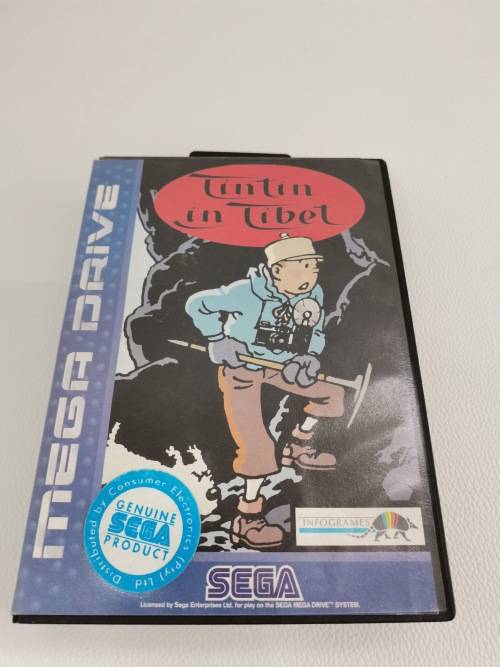 Tintin
in Tibet
MEGA DRIVE
Distributed by Consumer Electronics (Pty) Ltd.
GENUINE
SEGA
PRODUCT
INFOGRAMES
SEGA
Licensed by Sega Enterprises Ltd. for play on the SEGA MEGA DRIVE™ SYSTEM.